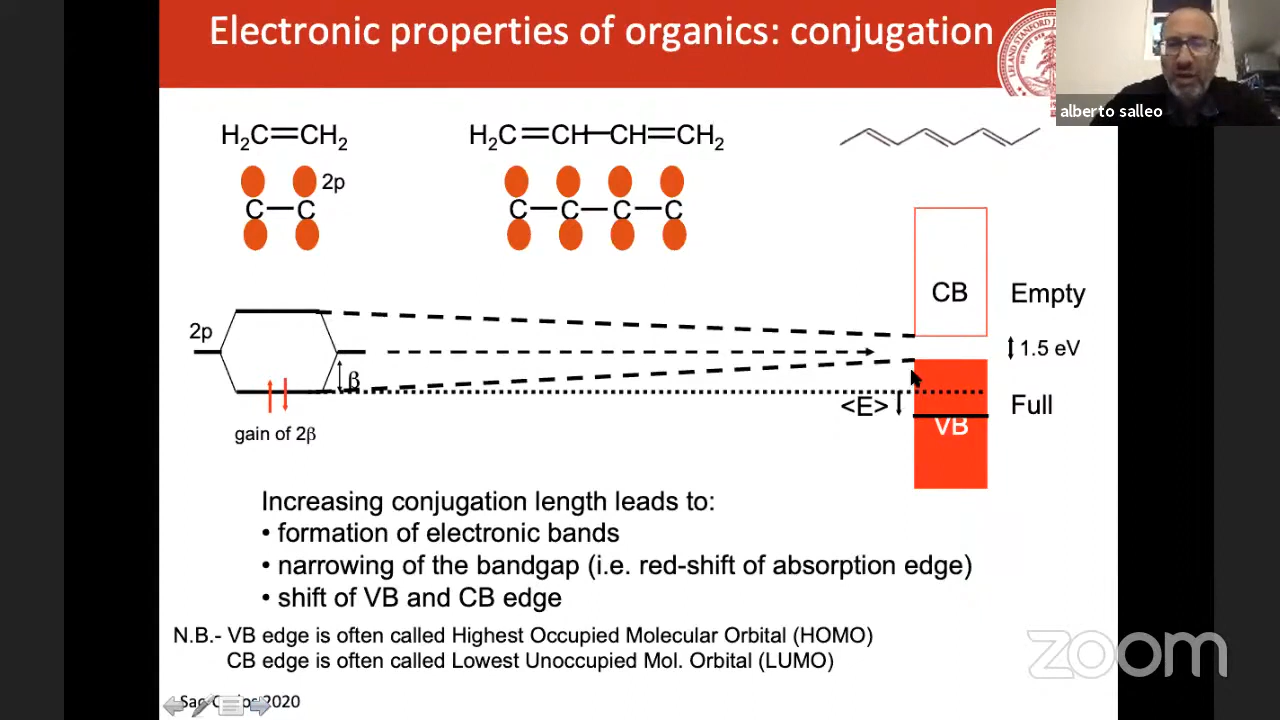 Electronic properties of organics: conjugation
alberto salleo
H₂C=CH₂
H₂C=CH—CH=CH₂
2p
C—C
C—C—C—C
CB
Empty
2p
1.5 eV
β
<E>
Full
VB
gain of 2β
Increasing conjugation length leads to:
• formation of electronic bands
• narrowing of the bandgap (i.e. red-shift of absorption edge)
• shift of VB and CB edge
N.B.- VB edge is often called Highest Occupied Molecular Orbital (HOMO)
CB edge is often called Lowest Unoccupied Mol. Orbital (LUMO)
zoom
2020